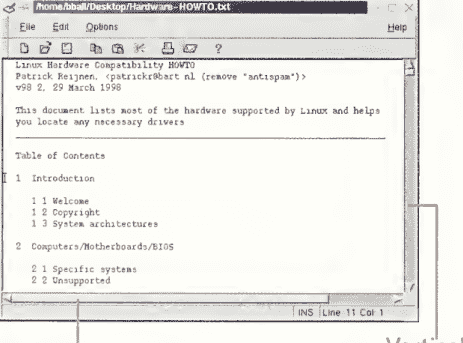 /home/bball/Desktop/Hardware-HOWTO.txt
File Edit Options Help
Linux Hardware Compatibility HOWTO
Patrick Reijnen, <patrickr@bart nl (remove "antispam")>
v98 2, 29 March 1998
This document lists most of the hardware supported by Linux and helps
you locate any necessary drivers
Table of Contents
1 Introduction
1 1 Welcome
1 2 Copyright
1 3 System architectures
2 Computers/Motherboards/BIOS
2 1 Specific systems
2 2 Unsupported
INS Line 11 Col 1